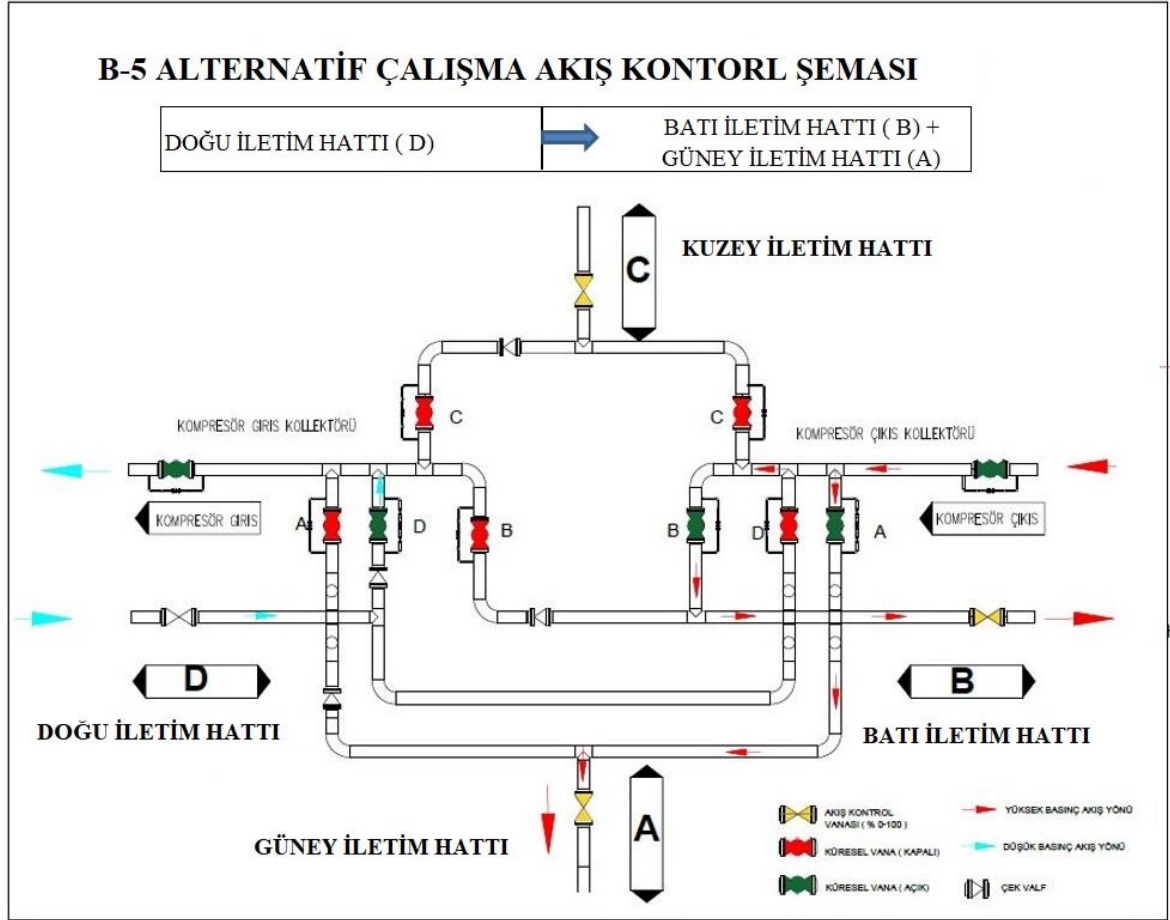 B-5 ALTERNATİF ÇALIŞMA AKIŞ KONTORL ŞEMASI
DOĞU İLETİM HATTI ( D)
BATI İLETİM HATTI ( B) +
GÜNEY İLETİM HATTI (A)
KUZEY İLETİM HATTI
C
C
C
KOMPRESÖR GIRIS KOLLEKTÖRÜ
KOMPRESÖR ÇIKIS KOLLEKTÖRÜ
KOMPRESÖR GIRIS
KOMPRESÖR ÇIKIS
A
D
B
B
D
A
D
B
DOĞU İLETİM HATTI
BATI İLETİM HATTI
GÜNEY İLETİM HATTI
A
AKIŞ KONTROL
VANASI ( % 0-100 )
YÜKSEK BASINÇ AKIŞ YÖNÜ
KÜRESEL VANA ( KAPALI )
DÜŞÜK BASINÇ AKIŞ YÖNÜ
KÜRESEL VANA ( AÇIK )
ÇEK VALF